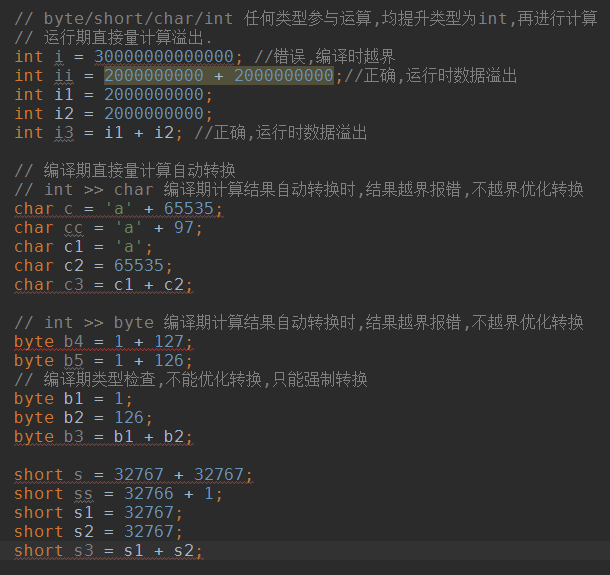 // byte/short/char/int 任何类型参与运算,均提升类型为int,再进行计算
// 运行期直接量计算溢出.
int i = 30000000000000; //错误,编译时越界
int ii = 2000000000 + 2000000000;//正确,运行时数据溢出
int i1 = 2000000000;
int i2 = 2000000000;
int i3 = i1 + i2; //正确,运行时数据溢出
// 编译期直接量计算自动转换
// int >> char 编译期计算结果自动转换时,结果越界报错,不越界优化转换
char c = 'a' + 65535;
char cc = 'a' + 97;
char c1 = 'a';
char c2 = 65535;
char c3 = c1 + c2;
// int >> byte 编译期计算结果自动转换时,结果越界报错,不越界优化转换
byte b4 = 1 + 127;
byte b5 = 1 + 126;
// 编译期类型检查,不能优化转换,只能强制转换
byte b1 = 1;
byte b2 = 126;
byte b3 = b1 + b2;
short s = 32767 + 32767;
short ss = 32766 + 1;
short s1 = 32767;
short s2 = 32767;
short s3 = s1 + s2;